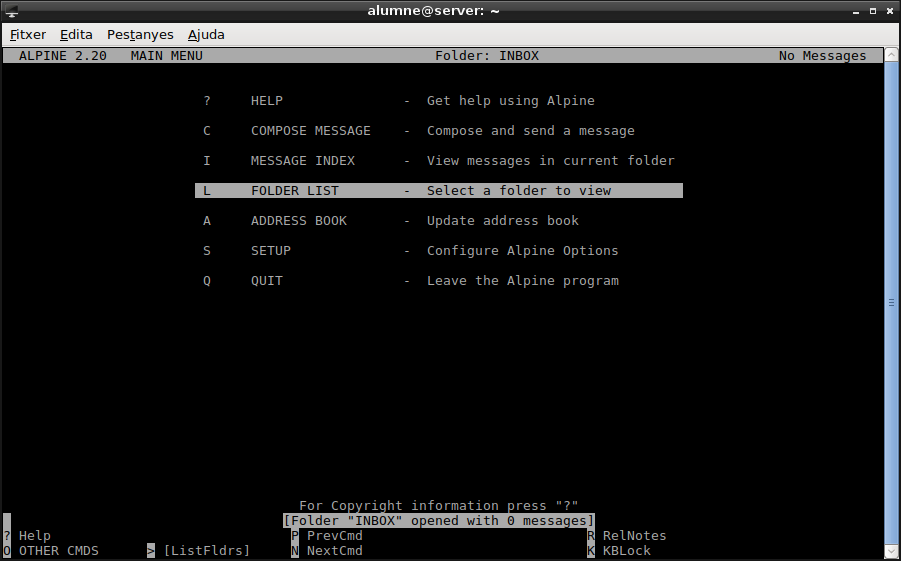 alumne@server: ~
Fitxer Edita Pestanyes Ajuda
ALPINE 2.20 MAIN MENU Folder: INBOX No Messages
? HELP - Get help using Alpine
C COMPOSE MESSAGE - Compose and send a message
I MESSAGE INDEX - View messages in current folder
L FOLDER LIST - Select a folder to view
A ADDRESS BOOK - Update address book
S SETUP - Configure Alpine Options
Q QUIT - Leave the Alpine program
For Copyright information press "?"
[Folder "INBOX" opened with 0 messages]
? Help P PrevCmd R RelNotes
O OTHER CMDS > [ListFldrs] N NextCmd K KBLock